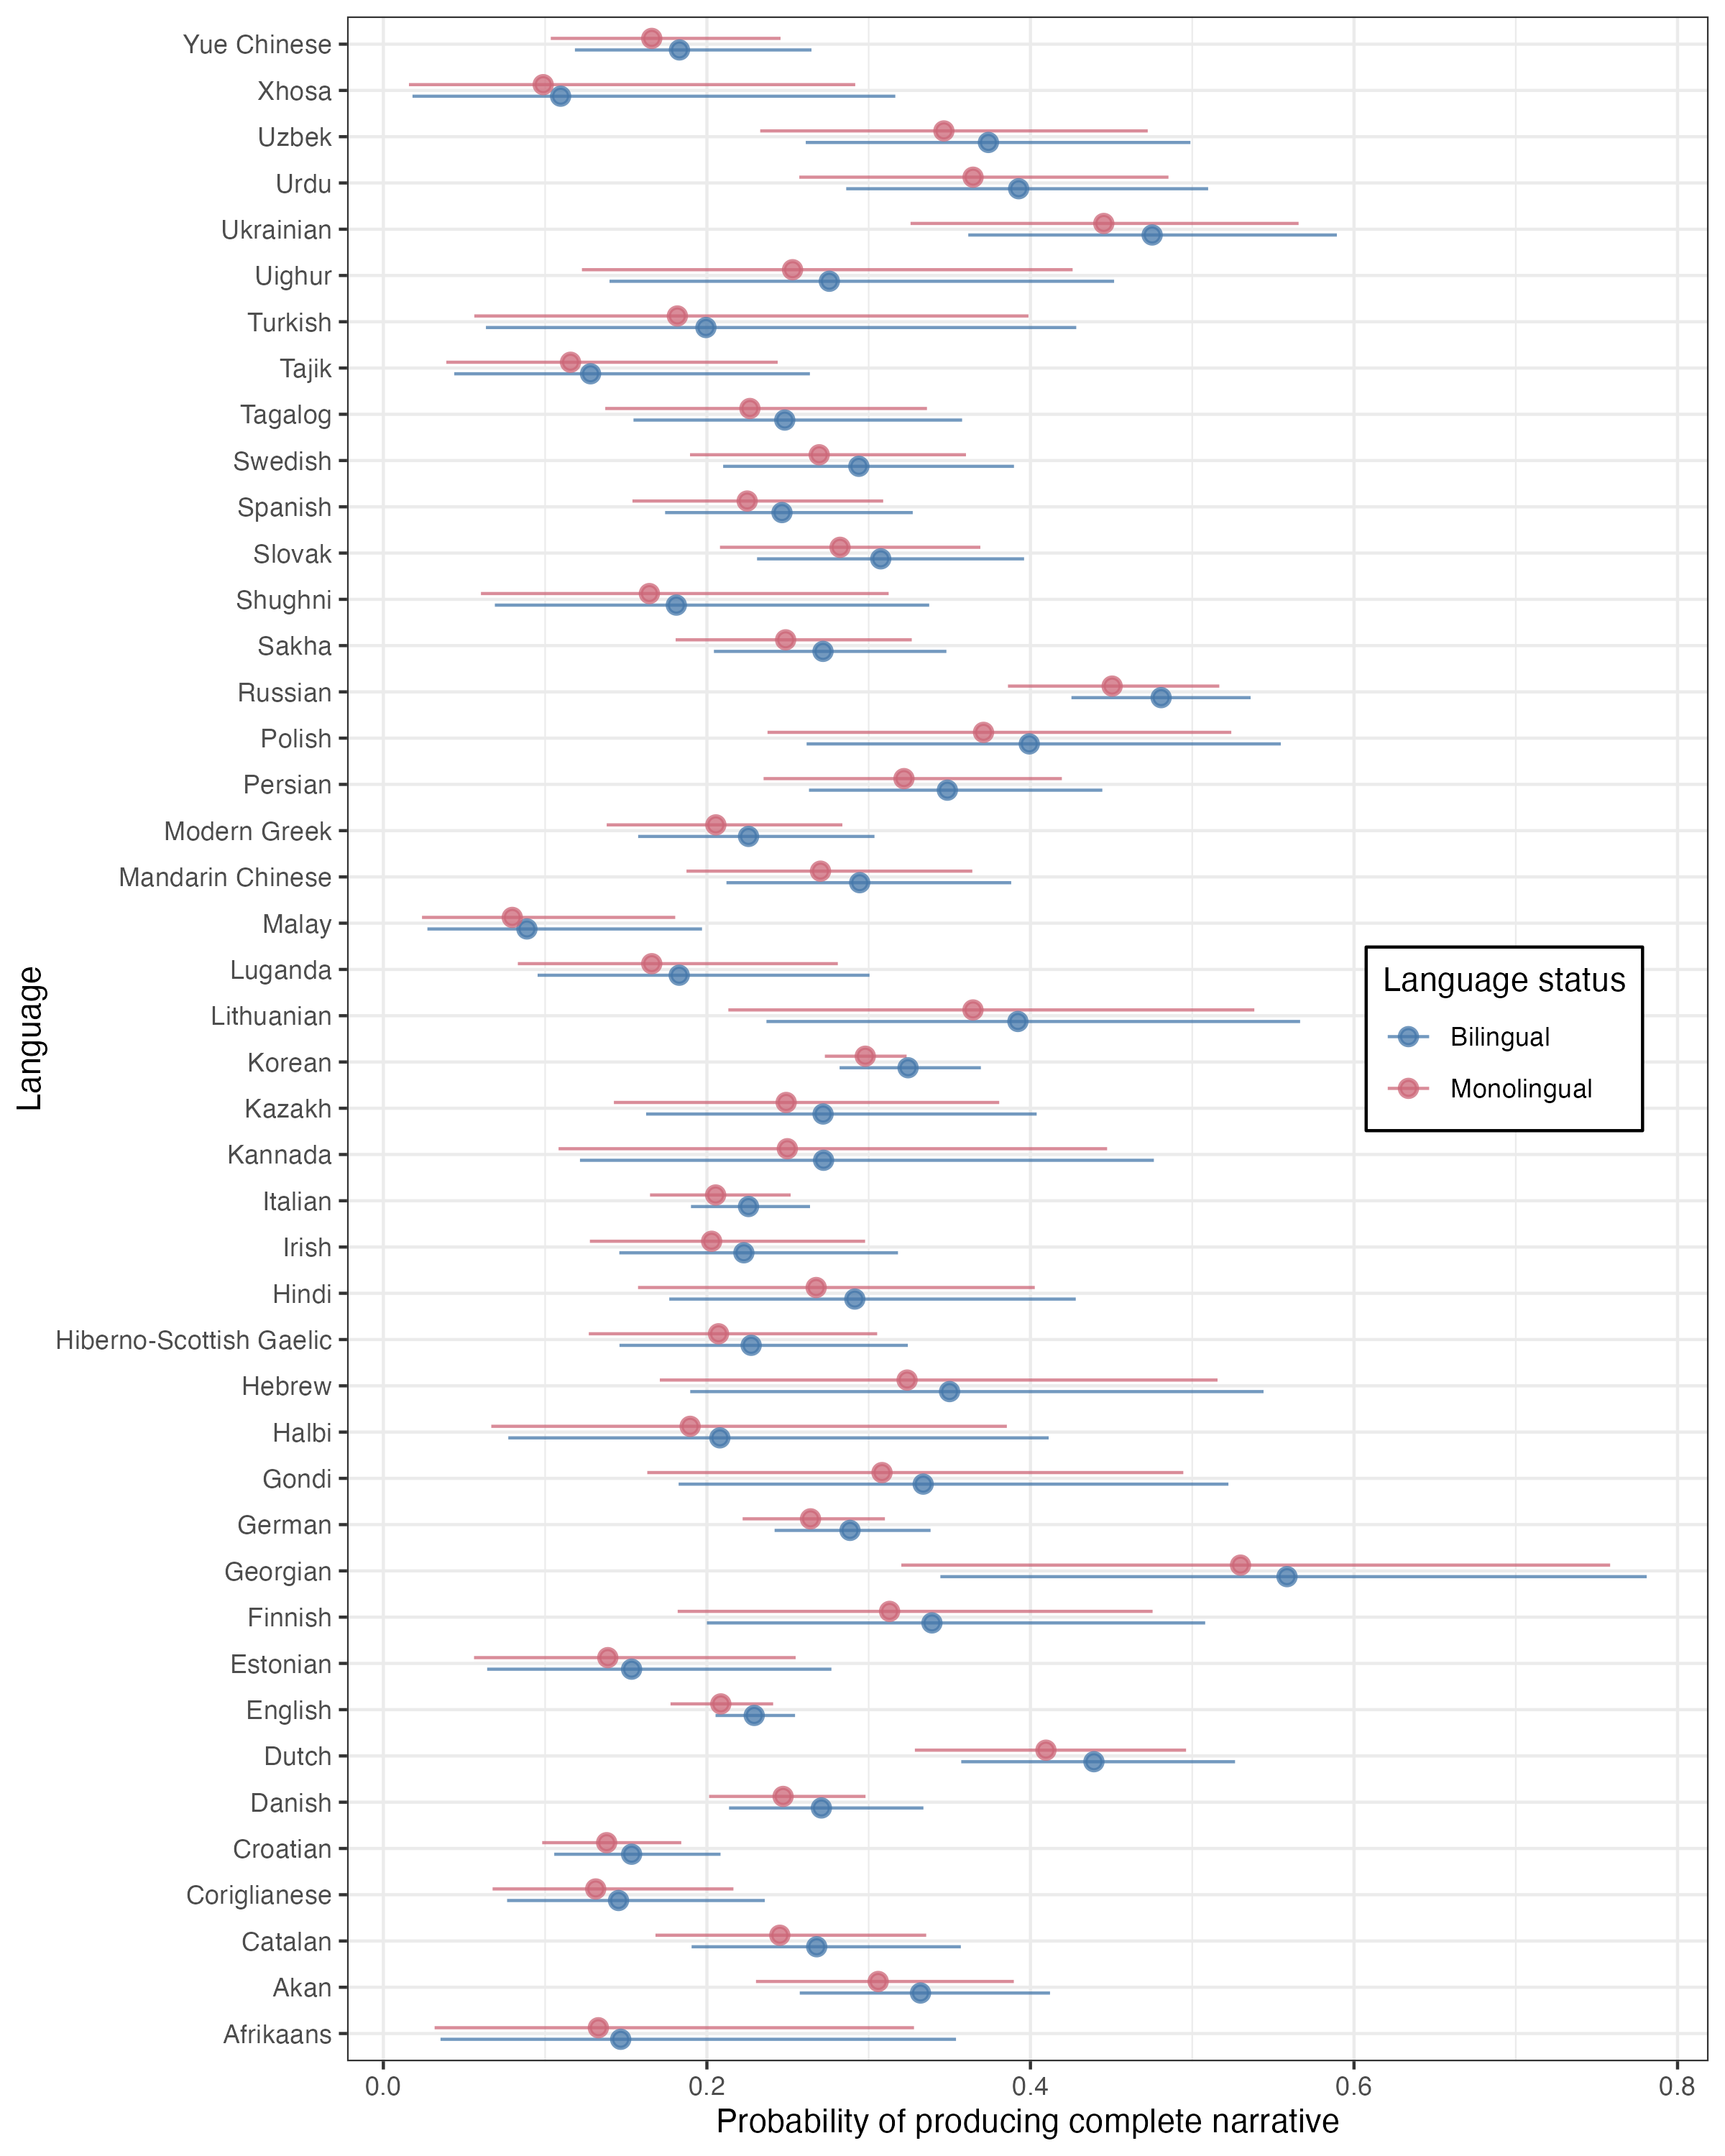 Yue Chinese
Xhosa
Uzbek
Urdu
Ukrainian
Uighur
Turkish
Tajik
Tagalog
Swedish
Spanish
Slovak
Shughni
Sakha
Russian
Polish
Persian
Modern Greek
Mandarin Chinese
Malay
Luganda
Lithuanian
Korean
Kazakh
Kannada
Italian
Irish
Hindi
Hiberno-Scottish Gaelic
Hebrew
Halbi
Gondi
German
Georgian
Finnish
Estonian
English
Dutch
Danish
Croatian
Coriglianese
Catalan
Akan
Afrikaans
Language
Language status
Bilingual
Monolingual
0.0 0.2 0.4 0.6 0.8
Probability of producing complete narrative